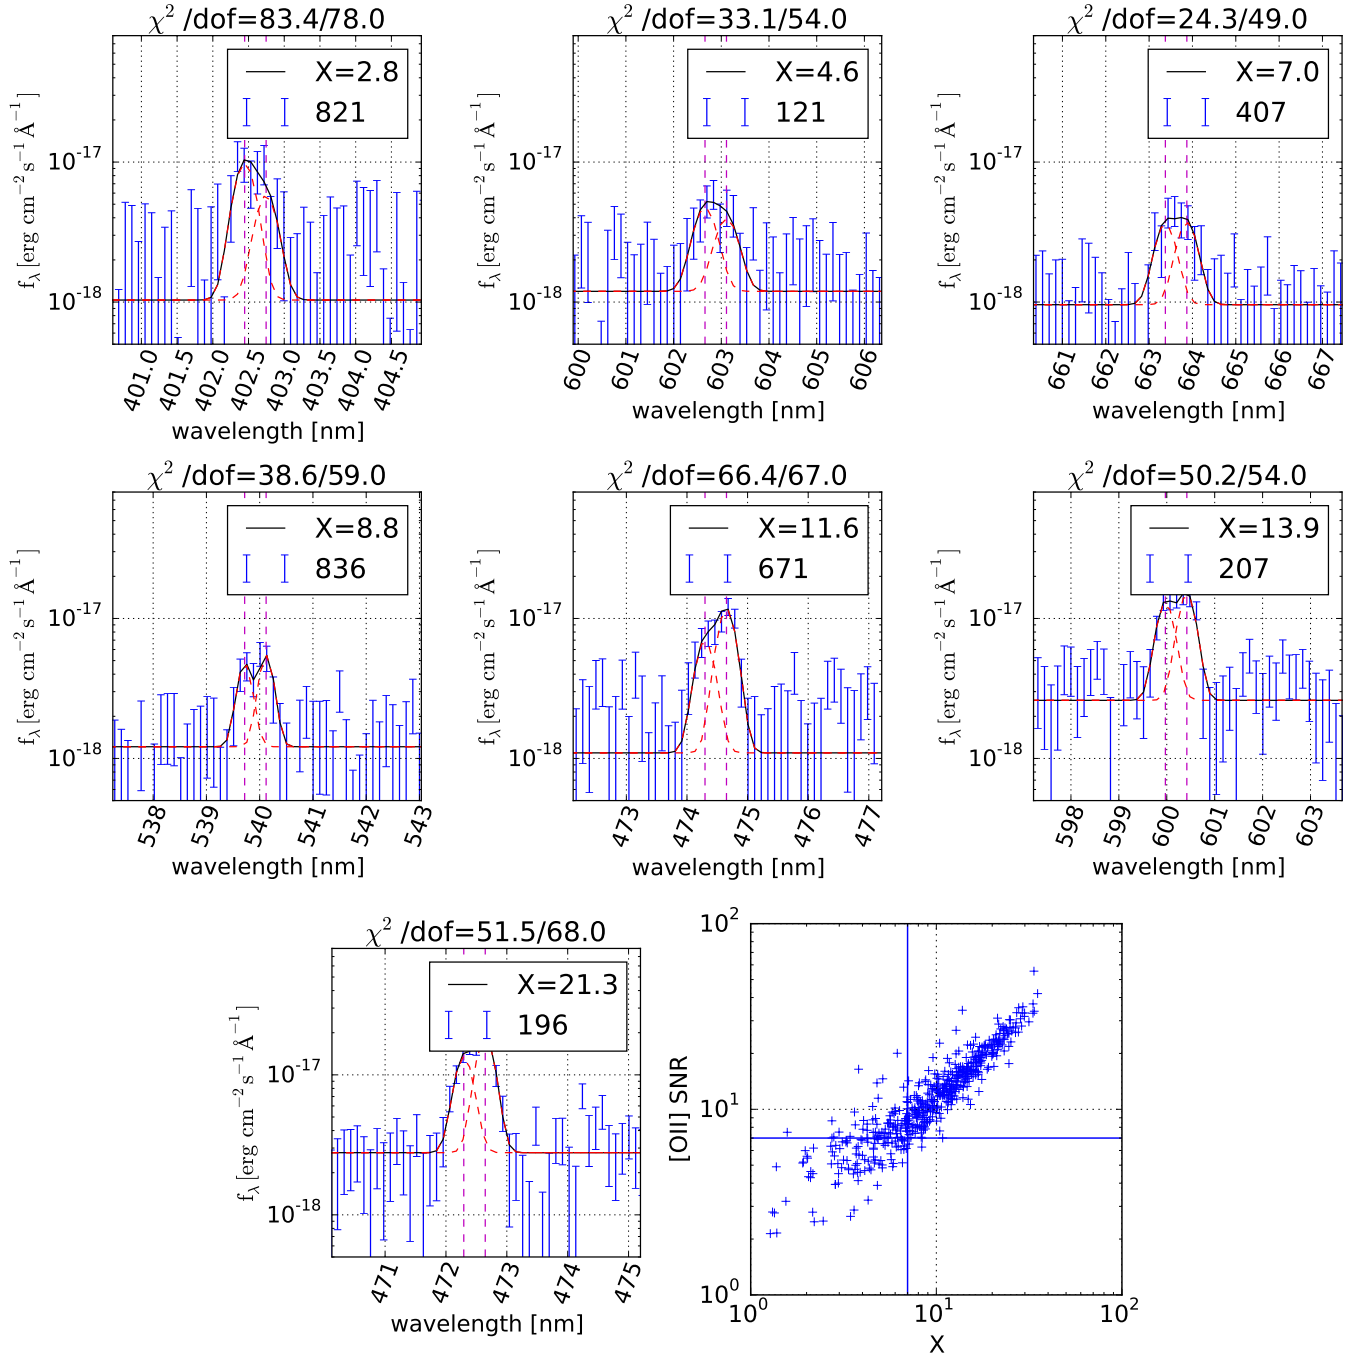 χ² /dof=83.4/78.0
X=2.8
821
10⁻¹⁷
10⁻¹⁸
f_λ [erg cm⁻² s⁻¹ Å⁻¹]
401.0 401.5 402.0 402.5 403.0 403.5 404.0 404.5
wavelength [nm]
χ² /dof=33.1/54.0
X=4.6
121
10⁻¹⁷
10⁻¹⁸
f_λ [erg cm⁻² s⁻¹ Å⁻¹]
600 601 602 603 604 605 606
wavelength [nm]
χ² /dof=24.3/49.0
X=7.0
407
10⁻¹⁷
10⁻¹⁸
f_λ [erg cm⁻² s⁻¹ Å⁻¹]
661 662 663 664 665 666 667
wavelength [nm]
χ² /dof=38.6/59.0
X=8.8
836
10⁻¹⁷
10⁻¹⁸
f_λ [erg cm⁻² s⁻¹ Å⁻¹]
538 539 540 541 542 543
wavelength [nm]
χ² /dof=66.4/67.0
X=11.6
671
10⁻¹⁷
10⁻¹⁸
f_λ [erg cm⁻² s⁻¹ Å⁻¹]
473 474 475 476 477
wavelength [nm]
χ² /dof=50.2/54.0
X=13.9
207
10⁻¹⁷
10⁻¹⁸
f_λ [erg cm⁻² s⁻¹ Å⁻¹]
598 599 600 601 602 603
wavelength [nm]
χ² /dof=51.5/68.0
X=21.3
196
10⁻¹⁷
10⁻¹⁸
f_λ [erg cm⁻² s⁻¹ Å⁻¹]
471 472 473 474 475
wavelength [nm]
10²
10¹
10⁰
[OII] SNR
10⁰ 10¹ 10²
X